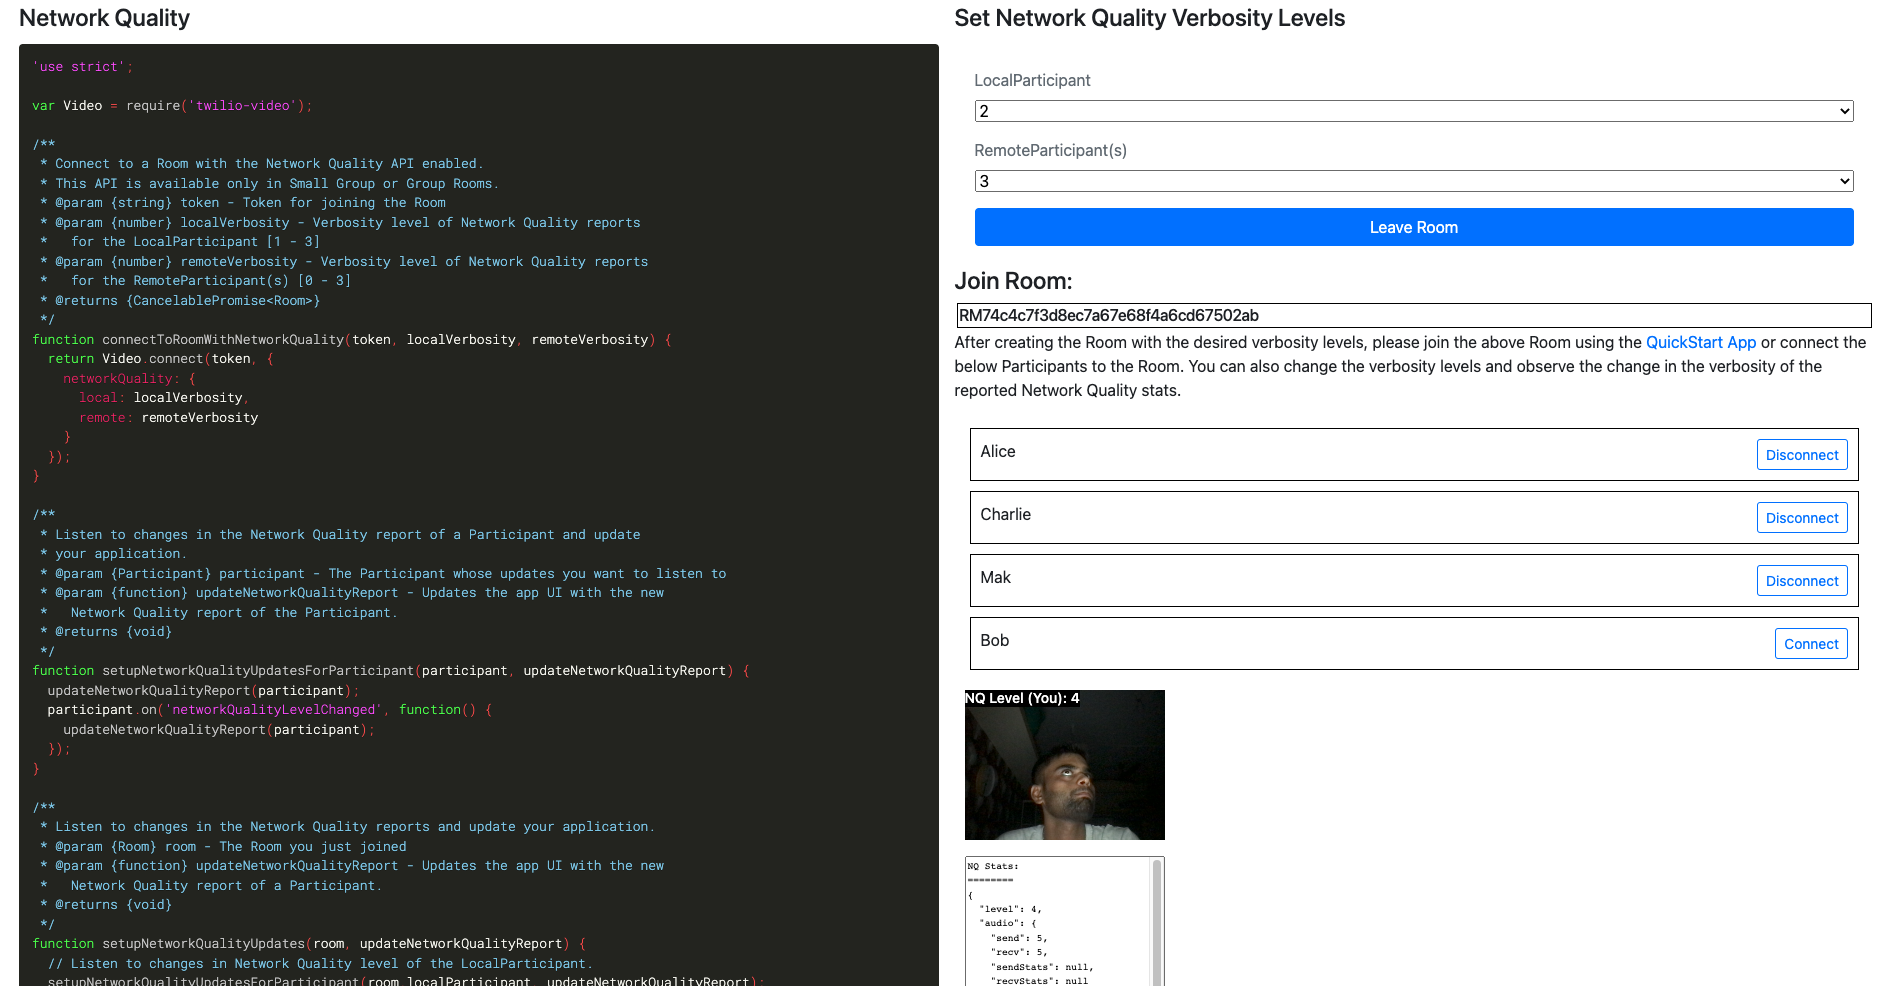 Network Quality
'use strict';
var Video = require('twilio-video');
/**
* Connect to a Room with the Network Quality API enabled.
* This API is available only in Small Group or Group Rooms.
* @param {string} token - Token for joining the Room
* @param {number} localVerbosity - Verbosity level of Network Quality reports
*   for the LocalParticipant [1 - 3]
* @param {number} remoteVerbosity - Verbosity level of Network Quality reports
*   for the RemoteParticipant(s) [0 - 3]
* @returns {CancelablePromise<Room>}
*/
function connectToRoomWithNetworkQuality(token, localVerbosity, remoteVerbosity) {
return Video.connect(token, {
networkQuality: {
local: localVerbosity,
remote: remoteVerbosity
}
});
}
/**
* Listen to changes in the Network Quality report of a Participant and update
* your application.
* @param {Participant} participant - The Participant whose updates you want to listen to
* @param {function} updateNetworkQualityReport - Updates the app UI with the new
*   Network Quality report of the Participant.
* @returns {void}
*/
function setupNetworkQualityUpdatesForParticipant(participant, updateNetworkQualityReport) {
updateNetworkQualityReport(participant);
participant.on('networkQualityLevelChanged', function() {
updateNetworkQualityReport(participant);
});
}
/**
* Listen to changes in the Network Quality reports and update your application.
* @param {Room} room - The Room you just joined
* @param {function} updateNetworkQualityReport - Updates the app UI with the new
*   Network Quality report of a Participant.
* @returns {void}
*/
function setupNetworkQualityUpdates(room, updateNetworkQualityReport) {
// Listen to changes in Network Quality level of the LocalParticipant.
setupNetworkQualityUpdatesForParticipant(room.localParticipant, updateNetworkQualityReport);
Set Network Quality Verbosity Levels
LocalParticipant
2
RemoteParticipant(s)
3
Leave Room
Join Room:
RM74c4c7f3d8ec7a67e68f4a6cd67502ab
After creating the Room with the desired verbosity levels, please join the above Room using the QuickStart App or connect the
below Participants to the Room. You can also change the verbosity levels and observe the change in the verbosity of the
reported Network Quality stats.
Alice Disconnect
Charlie Disconnect
Mak Disconnect
Bob Connect
NQ Level (You): 4
NQ Stats:
========
{
"level": 4,
"audio": {
"send": 5,
"recv": 5,
"sendStats": null,
"recvStats": null